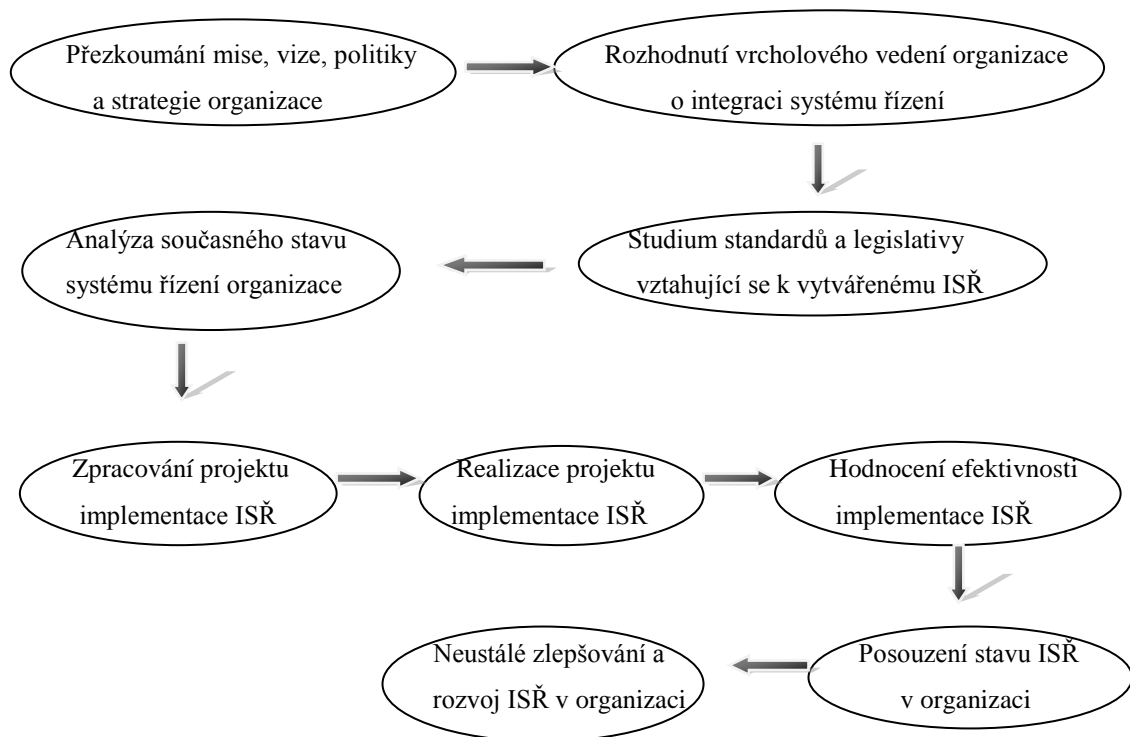 Přezkoumání mise, vize, politiky
a strategie organizace
Rozhodnutí vrcholového vedení organizace
o integraci systému řízení
Studium standardů a legislativy
vztahující se k vytvářenému ISŘ
Analýza současného stavu
systému řízení organizace
Zpracování projektu
implementace ISŘ
Realizace projektu
implementace ISŘ
Hodnocení efektivnosti
implementace ISŘ
Posouzení stavu ISŘ
v organizaci
Neustálé zlepšování a
rozvoj ISŘ v organizaci